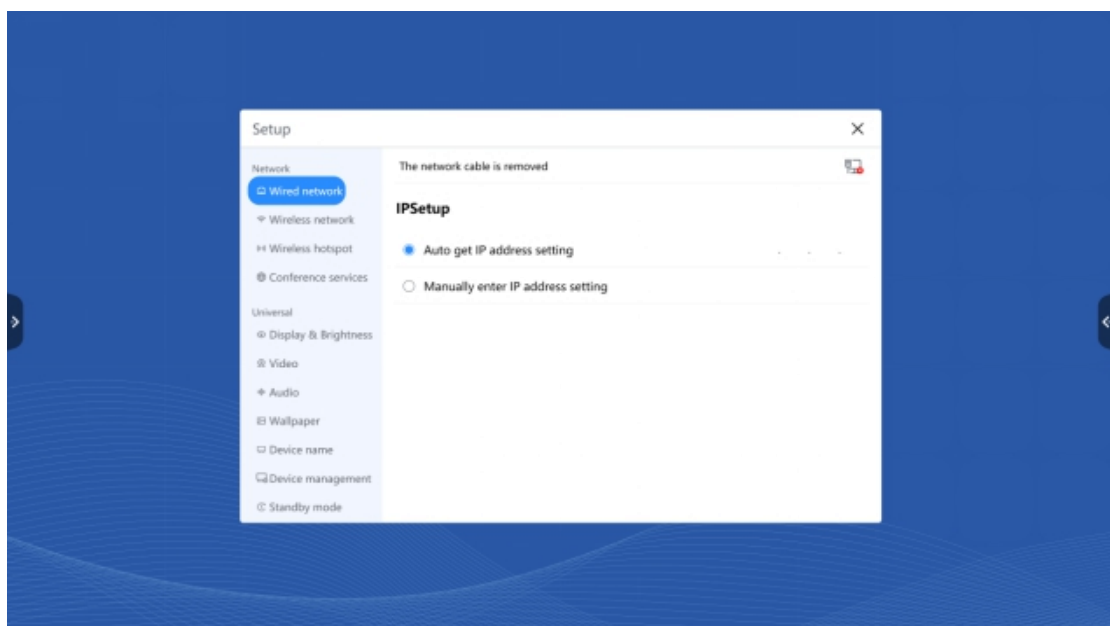 Setup
Network
Wired network
Wireless network
Wireless hotspot
Conference services
Universal
Display & Brightness
Video
Audio
Wallpaper
Device name
Device management
Standby mode
The network cable is removed
IPSetup
Auto get IP address setting
Manually enter IP address setting